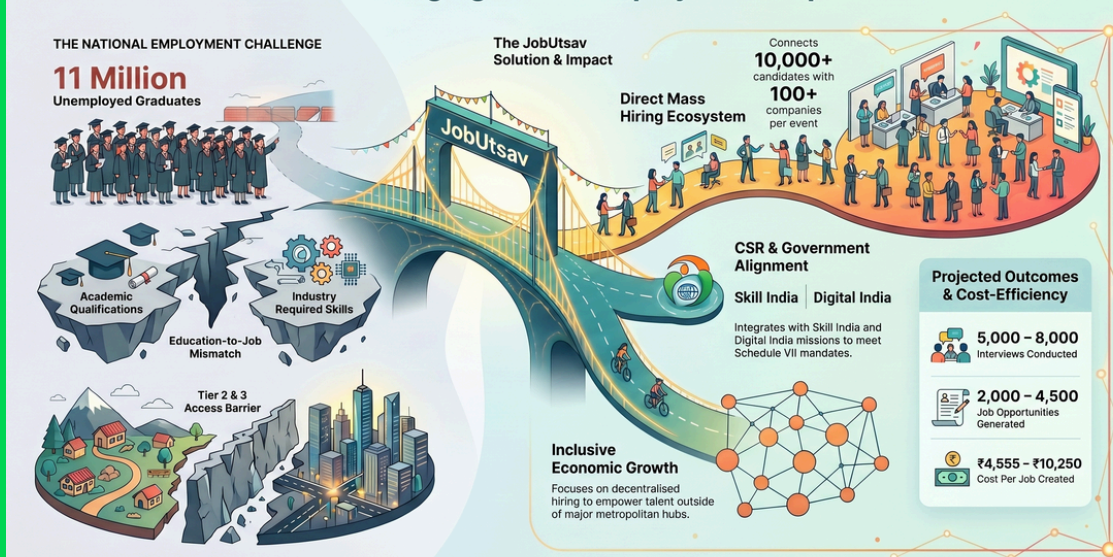 THE NATIONAL EMPLOYMENT CHALLENGE
11 Million
Unemployed Graduates
Academic
Qualifications
Industry
Required Skills
Education-to-Job
Mismatch
Tier 2 & 3
Access Barrier
The JobUtsav
Solution & Impact
JobUtsav
Direct Mass
Hiring Ecosystem
Connects
10,000+
candidates with
100+
companies
per event
CSR & Government
Alignment
Skill India | Digital India
Integrates with Skill India and
Digital India missions to meet
Schedule VII mandates.
Inclusive
Economic Growth
Focuses on decentralised
hiring to empower talent outside
of major metropolitan hubs.
Projected Outcomes
& Cost-Efficiency
5,000 – 8,000
Interviews Conducted
2,000 – 4,500
Job Opportunities
Generated
₹4,555 – ₹10,250
Cost Per Job Created